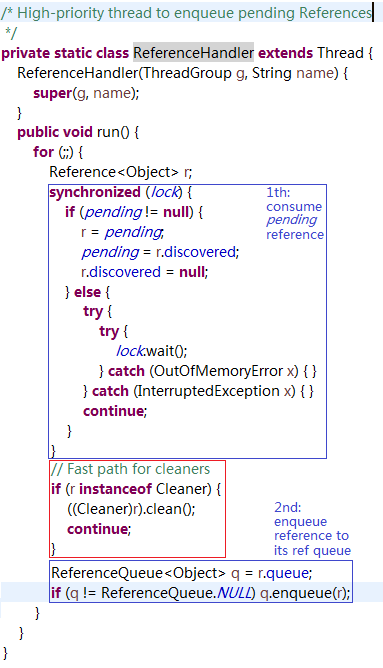 /* High-priority thread to enqueue pending References
*/
private static class ReferenceHandler extends Thread {
ReferenceHandler(ThreadGroup g, String name) {
super(g, name);
}
public void run() {
for (;;) {
Reference<Object> r;
synchronized (lock) {
if (pending != null) {
r = pending;
pending = r.discovered;
r.discovered = null;
} else {
try {
try {
lock.wait();
} catch (OutOfMemoryError x) { }
} catch (InterruptedException x) { }
continue;
}
}
1th:
consume
pending
reference
// Fast path for cleaners
if (r instanceof Cleaner) {
((Cleaner)r).clean();
continue;
}
2nd:
enqueue
reference to
its ref queue
ReferenceQueue<Object> q = r.queue;
if (q != ReferenceQueue.NULL) q.enqueue(r);
}
}
}